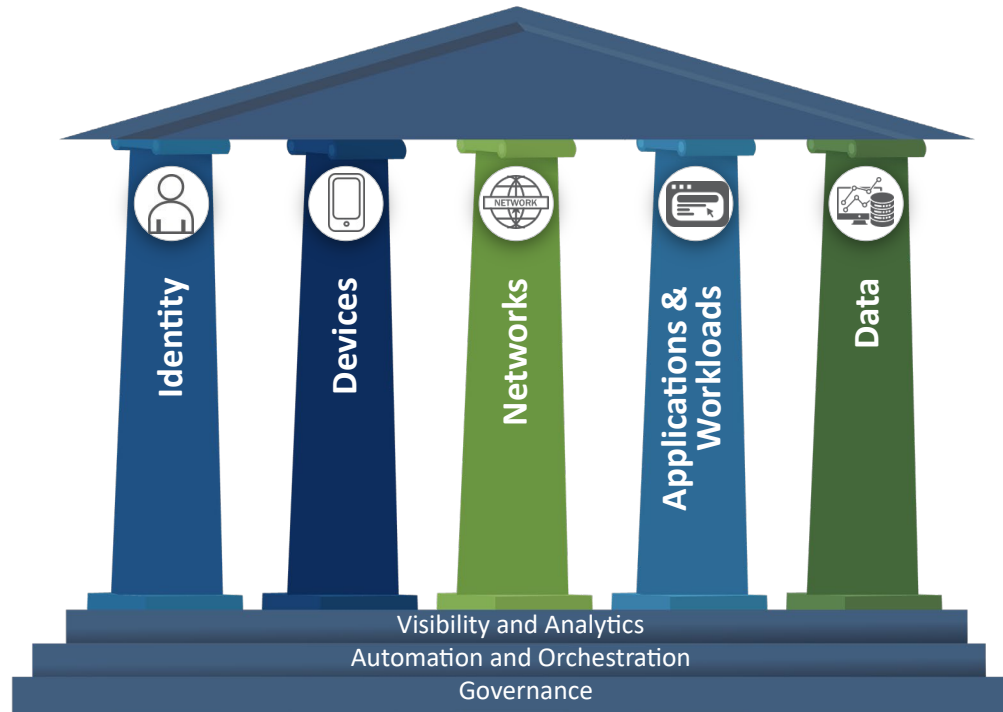 Identity
Devices
NETWORK
Networks
Applications &
Workloads
Data
Visibility and Analytics
Automation and Orchestration
Governance